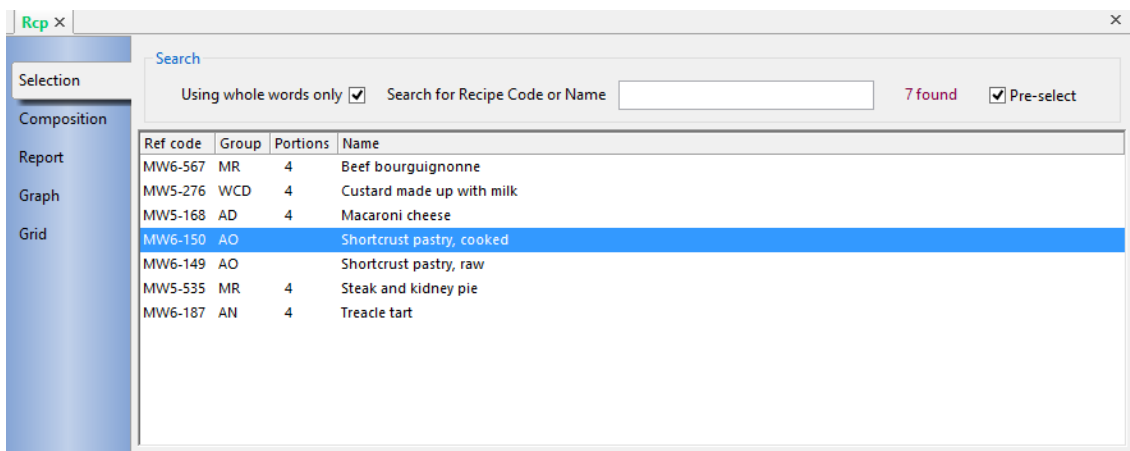 Rcp
Search
Selection
Using whole words only Search for Recipe Code or Name 7 found Pre-select
Composition
Report
Graph
Grid
Ref code Group Portions Name
MW6-567 MR 4 Beef bourguignonne
MW5-276 WCD 4 Custard made up with milk
MW5-168 AD 4 Macaroni cheese
MW6-150 AO Shortcrust pastry, cooked
MW6-149 AO Shortcrust pastry, raw
MW5-535 MR 4 Steak and kidney pie
MW6-187 AN 4 Treacle tart